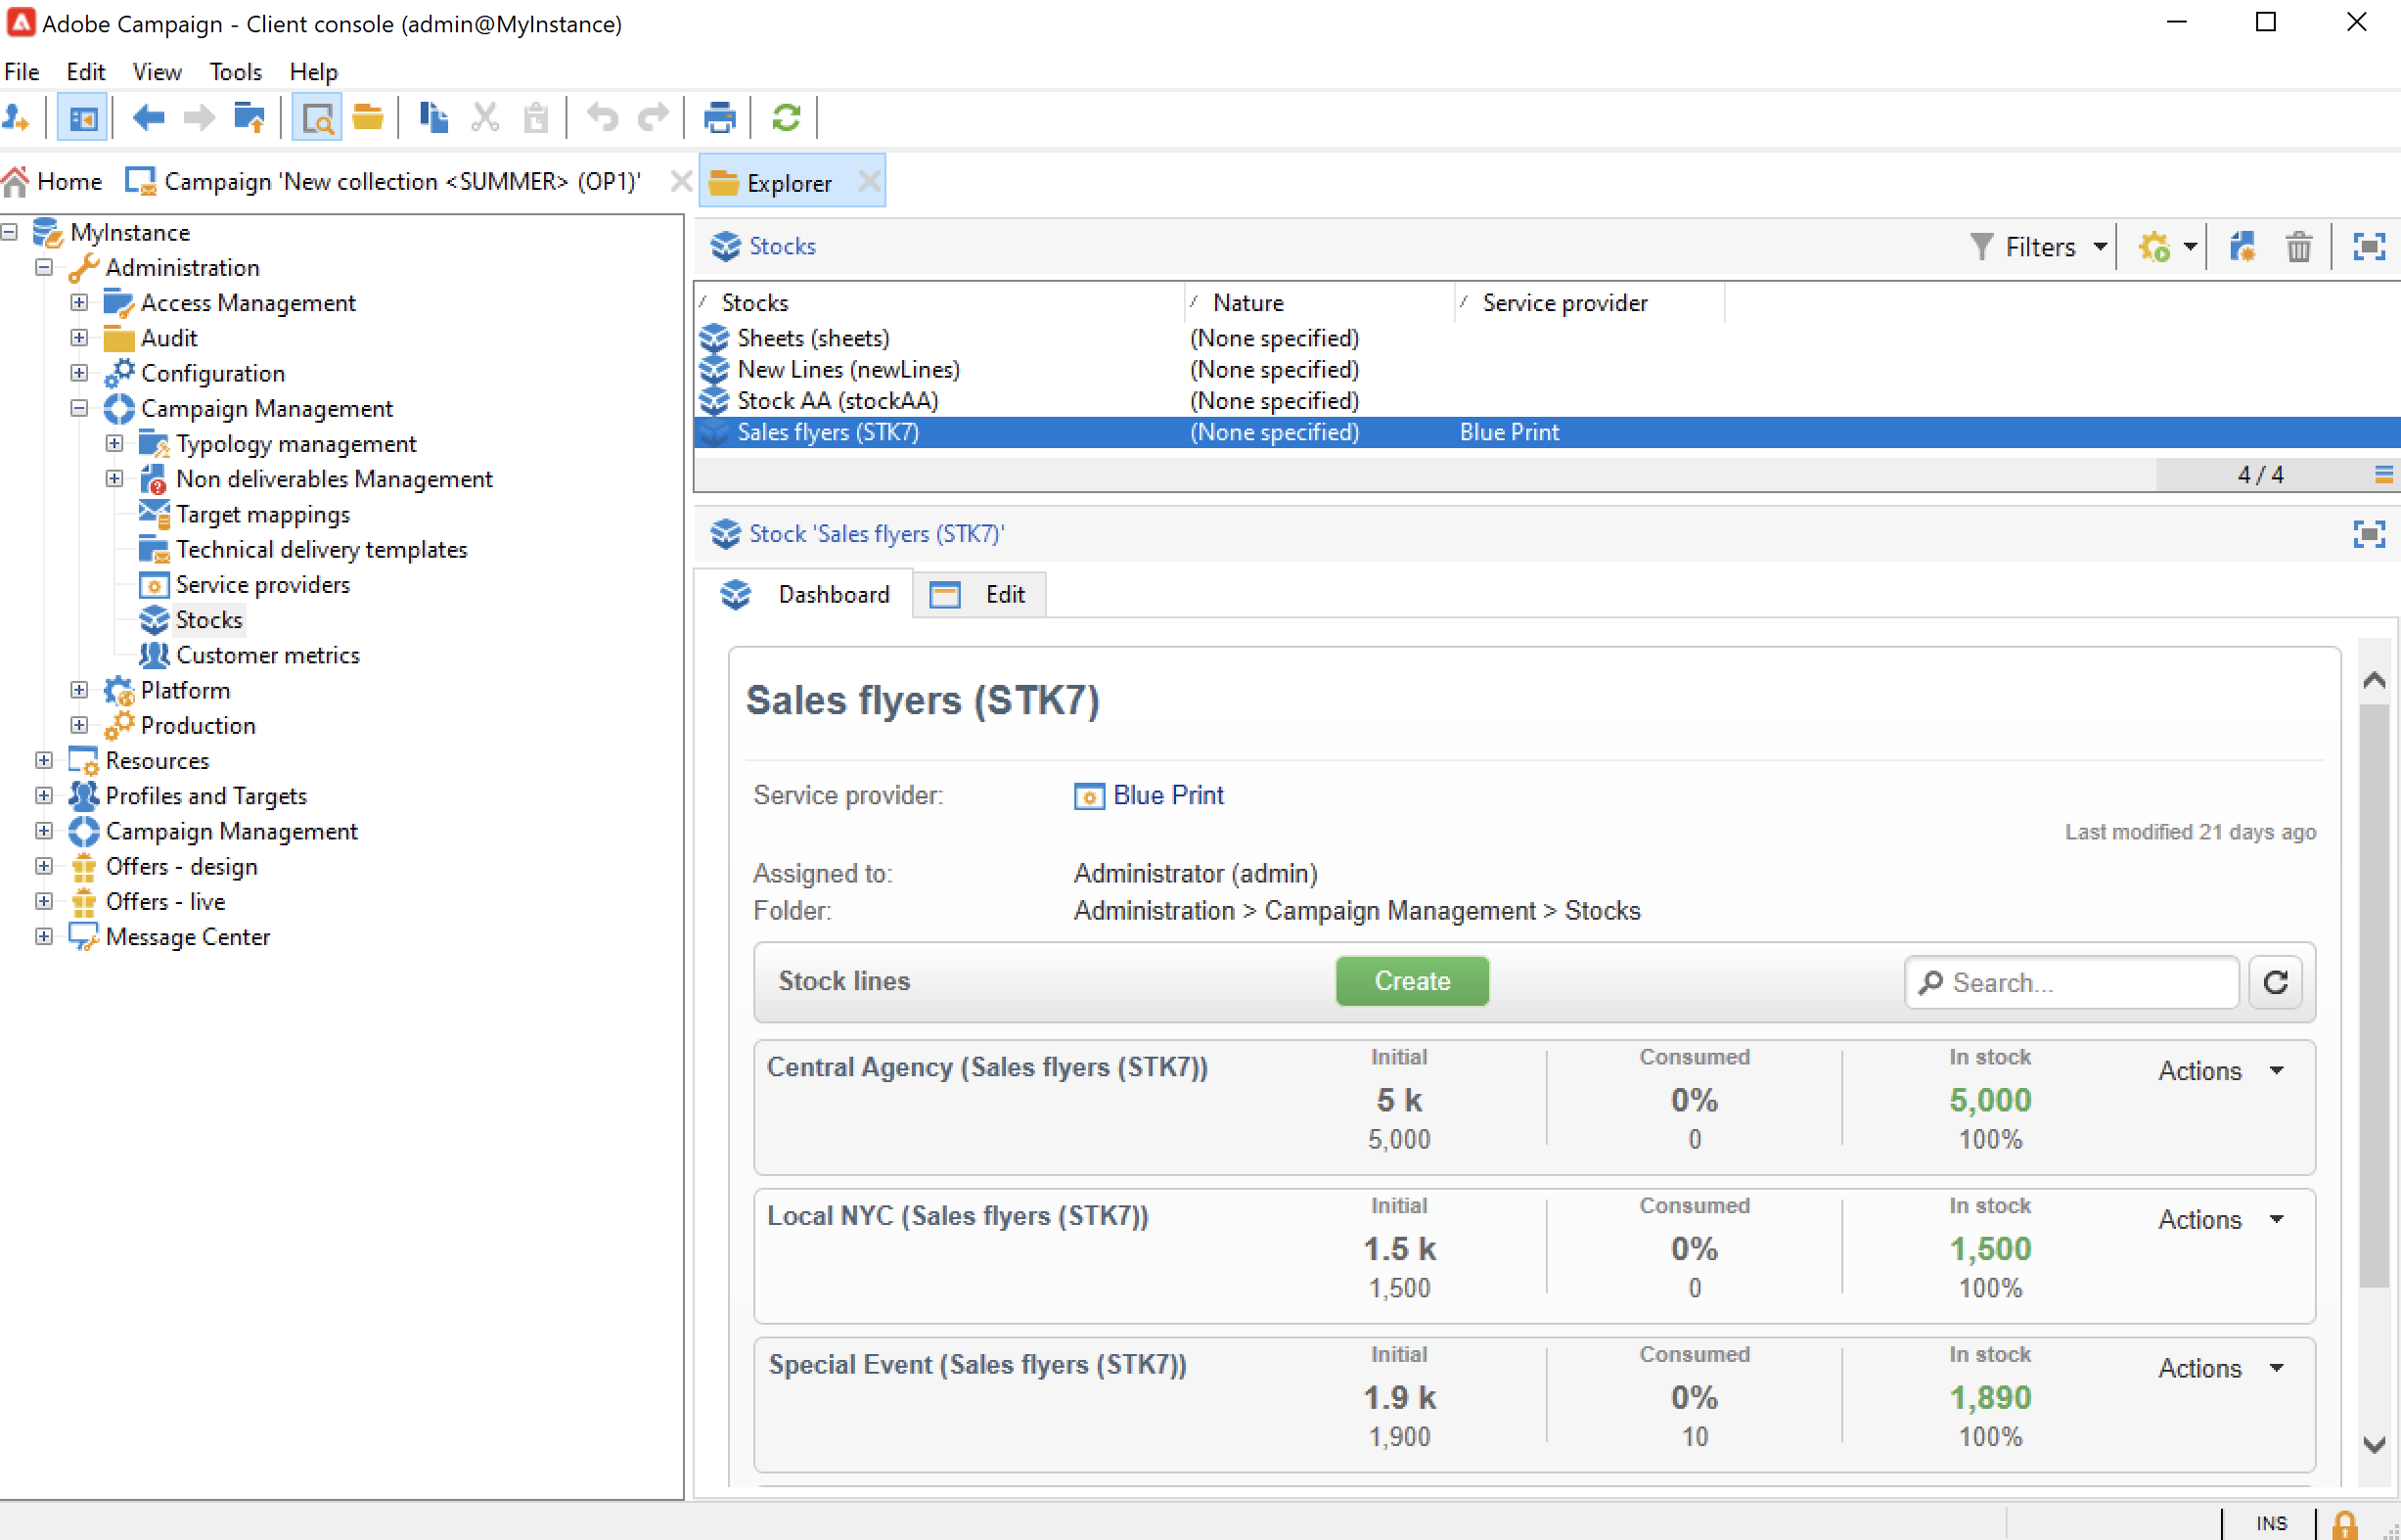 Adobe Campaign - Client console (admin@MyInstance)
File Edit View Tools Help
Home Campaign 'New collection <SUMMER> (OP1)' Explorer
MyInstance
Administration
Access Management
Audit
Configuration
Campaign Management
Typology management
Non deliverables Management
Target mappings
Technical delivery templates
Service providers
Stocks
Customer metrics
Platform
Production
Resources
Profiles and Targets
Campaign Management
Offers - design
Offers - live
Message Center
Stocks Filters
Stocks Nature Service provider
Sheets (sheets) (None specified)
New Lines (newLines) (None specified)
Stock AA (stockAA) (None specified)
Sales flyers (STK7) (None specified) Blue Print
4 / 4
Stock 'Sales flyers (STK7)'
Dashboard Edit
Sales flyers (STK7)
Service provider: Blue Print
Last modified 21 days ago
Assigned to: Administrator (admin)
Folder: Administration > Campaign Management > Stocks
Stock lines Create Search...
Central Agency (Sales flyers (STK7)) Initial Consumed In stock Actions
5 k 0% 5,000
5,000 0 100%
Local NYC (Sales flyers (STK7)) Initial Consumed In stock Actions
1.5 k 0% 1,500
1,500 0 100%
Special Event (Sales flyers (STK7)) Initial Consumed In stock Actions
1.9 k 0% 1,890
1,900 10 100%
INS